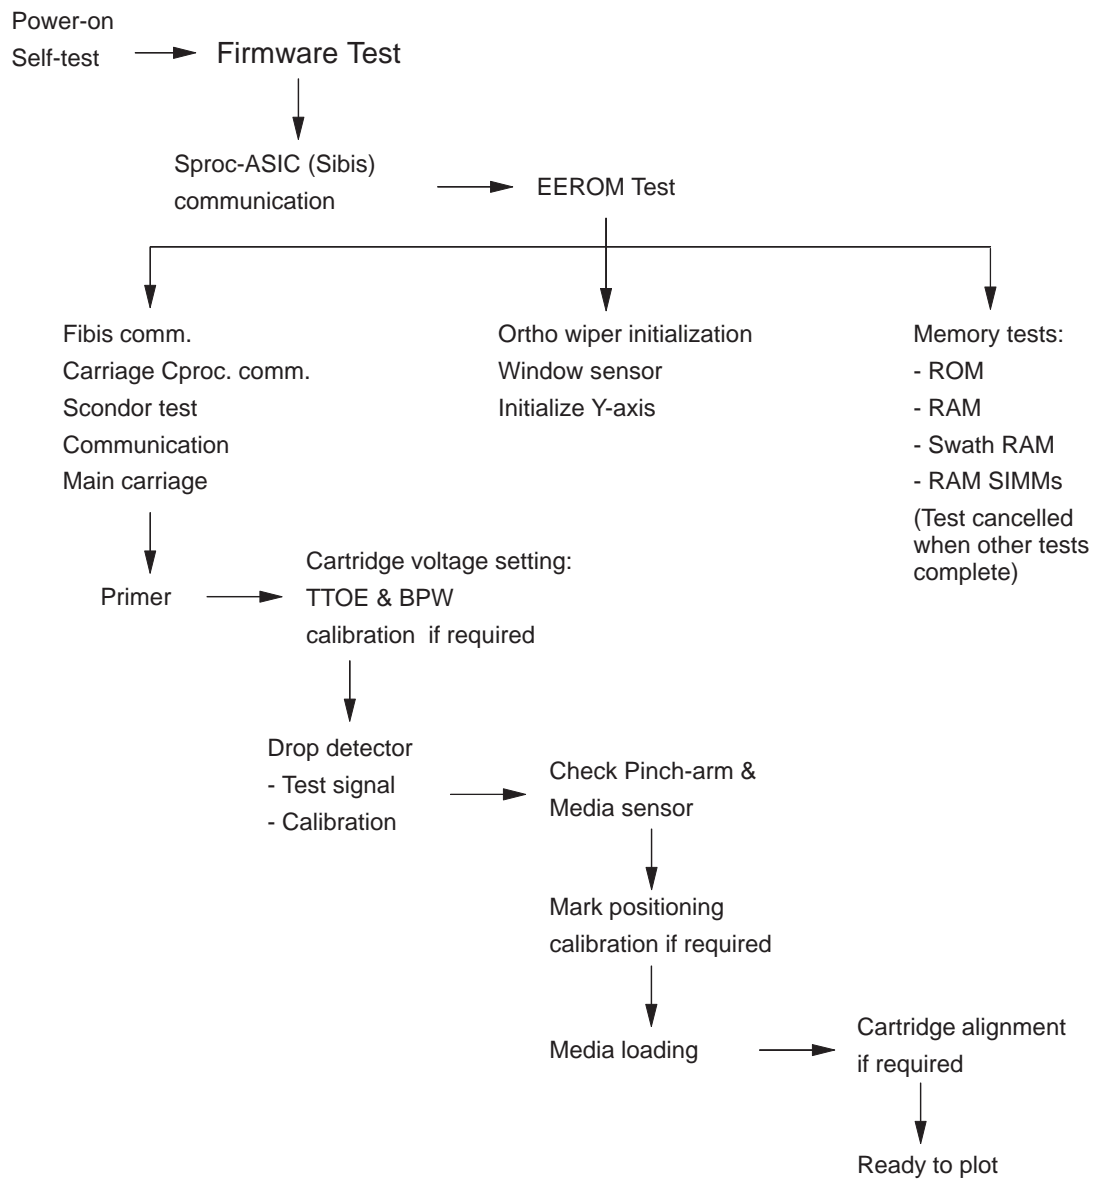 Power-on
Self-test
Firmware Test
Sproc-ASIC (Sibis)
communication
EEROM Test
Fibis comm.
Carriage Cproc. comm.
Scondor test
Communication
Main carriage
Ortho wiper initialization
Window sensor
Initialize Y-axis
Memory tests:
- ROM
- RAM
- Swath RAM
- RAM SIMMs
(Test cancelled
when other tests
complete)
Primer
Cartridge voltage setting:
TTOE & BPW
calibration if required
Drop detector
- Test signal
- Calibration
Check Pinch-arm &
Media sensor
Mark positioning
calibration if required
Media loading
Cartridge alignment
if required
Ready to plot